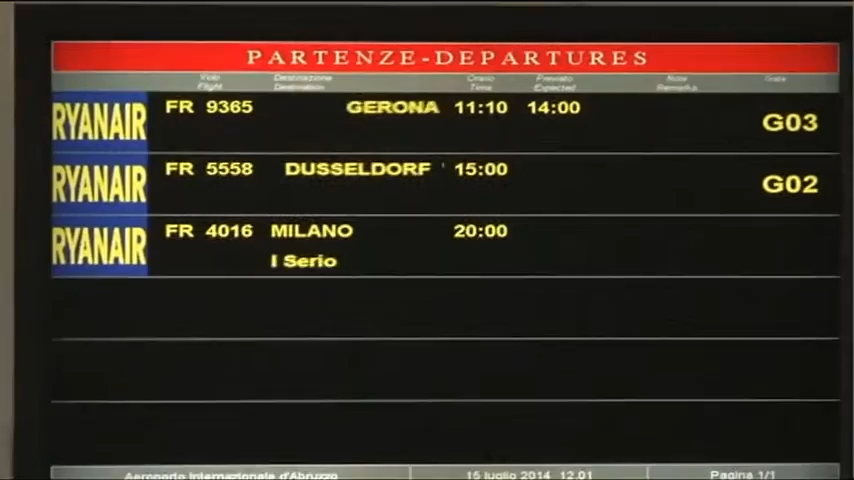 PARTENZE-DEPARTURES
Volo Destinazione Orario Previsto Note Gate
Flight Destination Time Expected Remarks
RYANAIR FR 9365 GERONA 11:10 14:00 G03
RYANAIR FR 5558 DUSSELDORF 15:00 G02
RYANAIR FR 4016 MILANO 20:00
I Serio
Aeroporto Internazionale d'Abruzzo 15 luglio 2014 12.01 Pagina 1/1